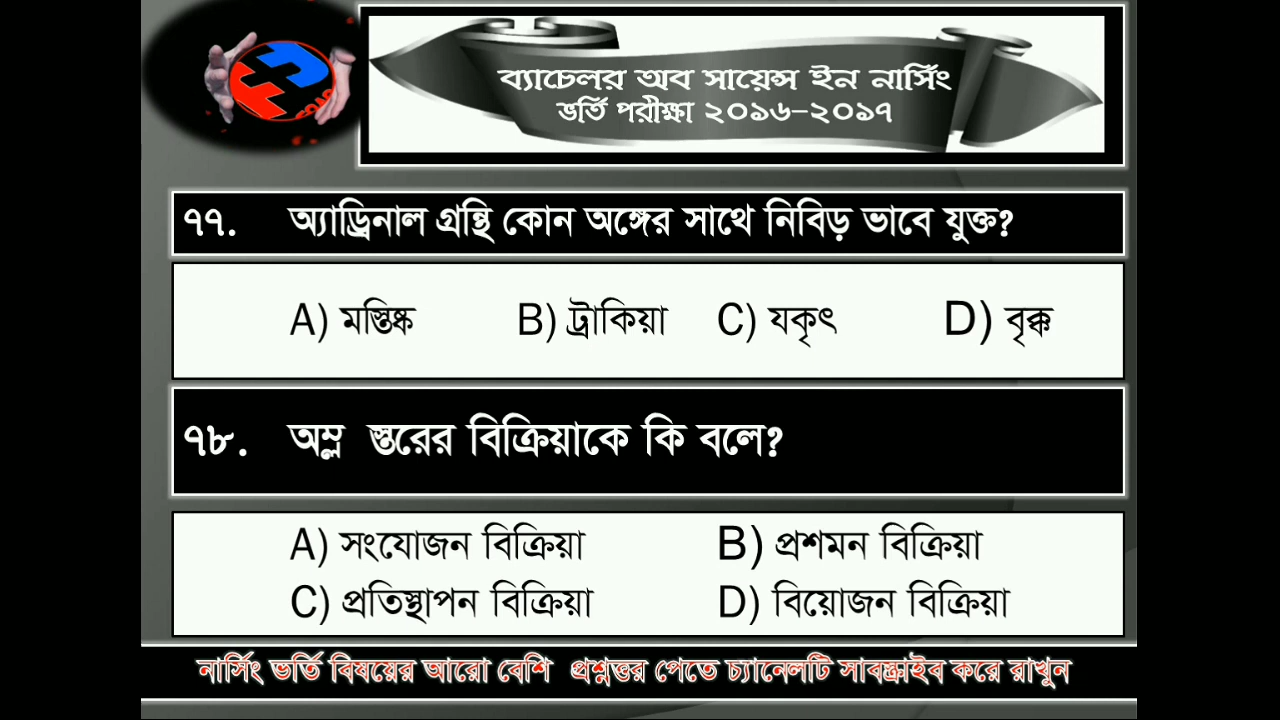 ব্যাচেলর অব সায়েন্স ইন নার্সিং
ভর্তি পরীক্ষা ২০১৬-২০১৭
৭৭. অ্যাড্রিনাল গ্রন্থি কোন অঙ্গের সাথে নিবিড় ভাবে যুক্ত?
A) মস্তিষ্ক B) ট্রাকিয়া C) যকৃৎ D) বৃক্ক
৭৮. অম্ল স্তরের বিক্রিয়াকে কি বলে?
A) সংযোজন বিক্রিয়া B) প্রশমন বিক্রিয়া
C) প্রতিস্থাপন বিক্রিয়া D) বিয়োজন বিক্রিয়া
নার্সিং ভর্তি বিষয়ের আরো বেশি প্রশ্নত্তর পেতে চ্যানেলটি সাবস্ক্রাইব করে রাখুন